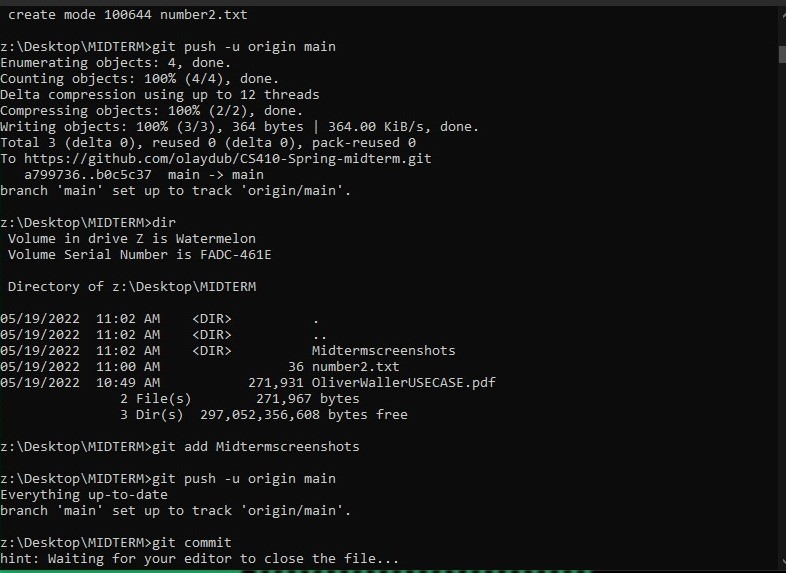 create mode 100644 number2.txt
z:\Desktop\MIDTERM>git push -u origin main
Enumerating objects: 4, done.
Counting objects: 100% (4/4), done.
Delta compression using up to 12 threads
Compressing objects: 100% (2/2), done.
Writing objects: 100% (3/3), 364 bytes | 364.00 KiB/s, done.
Total 3 (delta 0), reused 0 (delta 0), pack-reused 0
To https://github.com/olaydub/CS410-Spring-midterm.git
   a799736..b0c5c37  main -> main
branch 'main' set up to track 'origin/main'.
z:\Desktop\MIDTERM>dir
 Volume in drive Z is Watermelon
 Volume Serial Number is FADC-461E
 Directory of z:\Desktop\MIDTERM
05/19/2022  11:02 AM    <DIR>          .
05/19/2022  11:02 AM    <DIR>          ..
05/19/2022  11:02 AM    <DIR>          Midtermscreenshots
05/19/2022  11:00 AM                36 number2.txt
05/19/2022  10:49 AM           271,931 OliverWallerUSECASE.pdf
               2 File(s)        271,967 bytes
               3 Dir(s)  297,052,356,608 bytes free
z:\Desktop\MIDTERM>git add Midtermscreenshots
z:\Desktop\MIDTERM>git push -u origin main
Everything up-to-date
branch 'main' set up to track 'origin/main'.
z:\Desktop\MIDTERM>git commit
hint: Waiting for your editor to close the file...